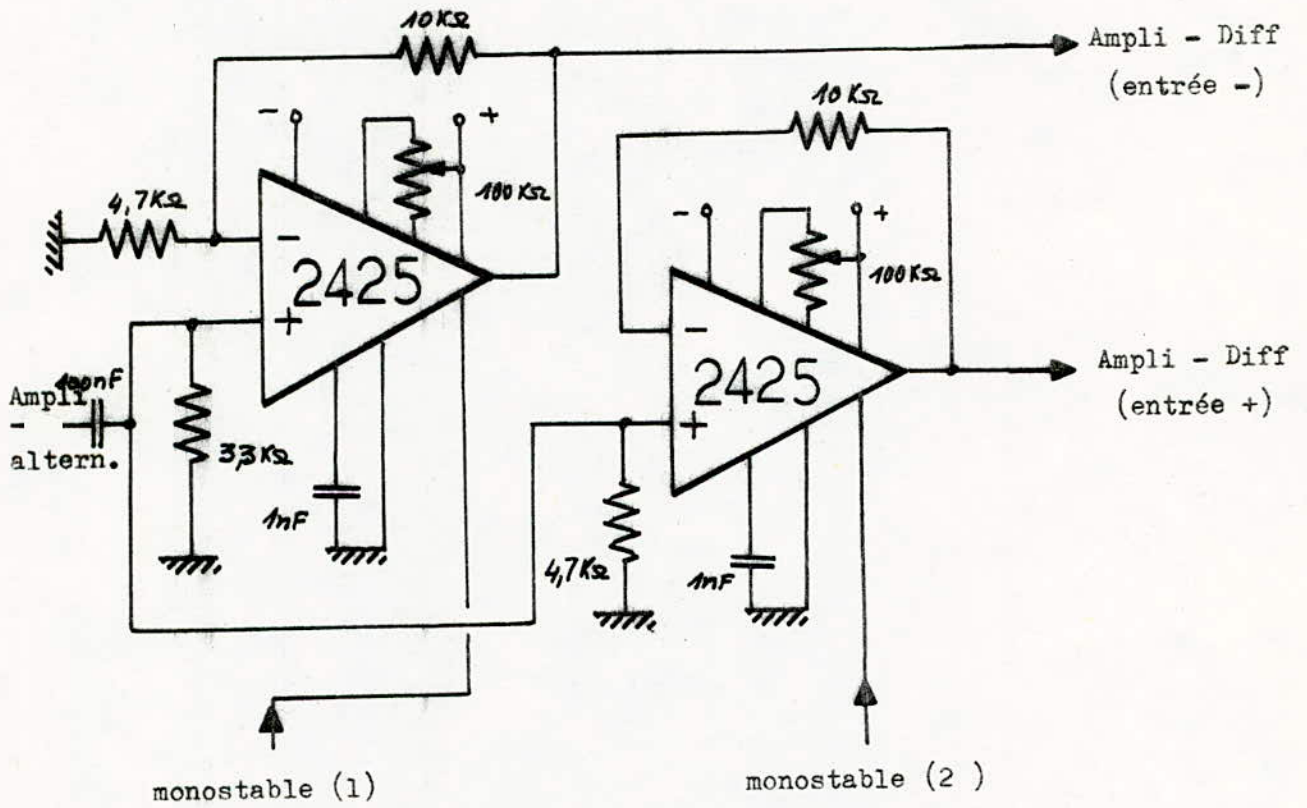 10KΩ
Ampli - Diff
(entrée -)
10KΩ
- +
100KΩ
4,7KΩ
- +
100KΩ
-
2425
+
-
2425
+
Ampli - Diff
(entrée +)
100nF
Ampli
-
altern.
3,3KΩ
1nF
4,7KΩ
1nF
monostable (1)
monostable (2 )